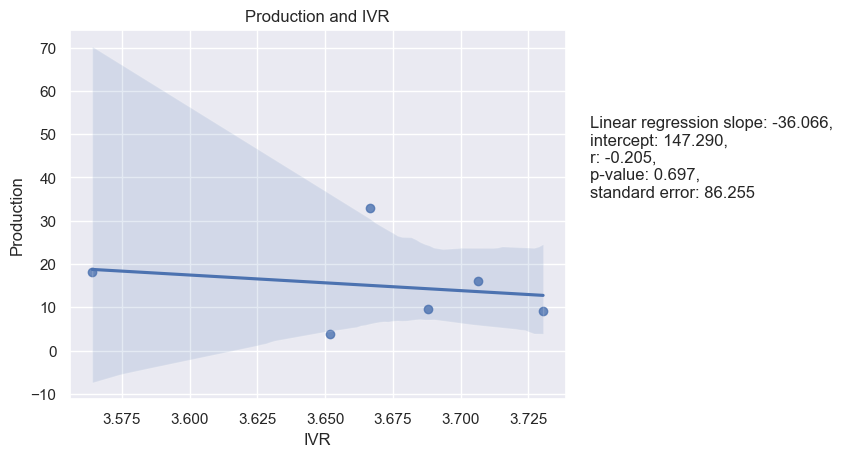 Production and IVR
70
60
50
40
30
20
10
0
−10
Production
3.575
3.600
3.625
3.650
3.675
3.700
3.725
IVR
Linear regression slope: -36.066,
intercept: 147.290,
r: -0.205,
p-value: 0.697,
standard error: 86.255